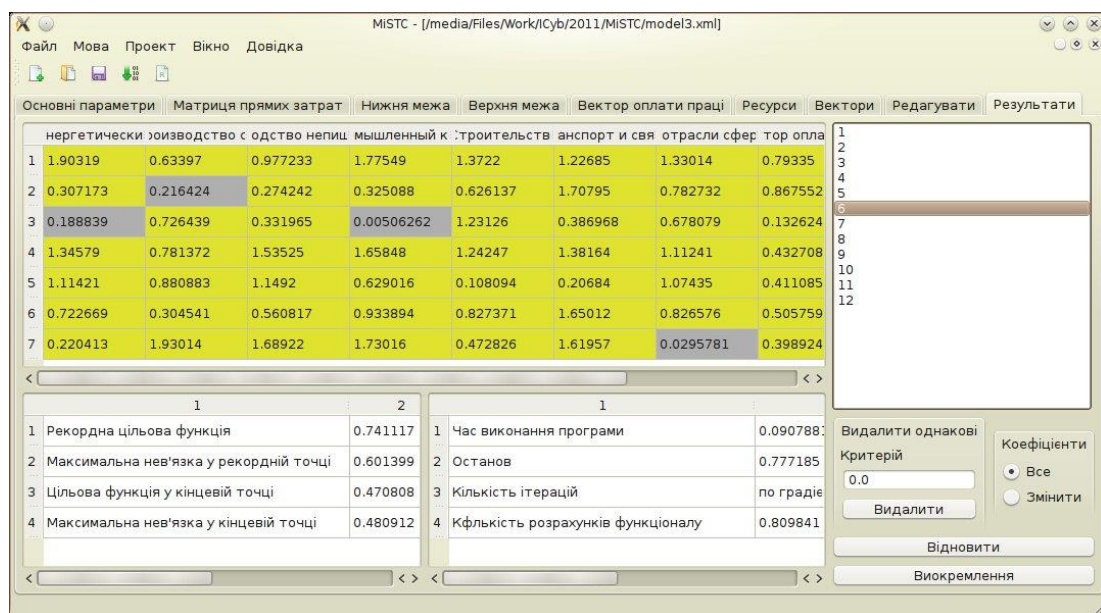 MiSTC - [/media/Files/Work/ICyb/2011/MiSTC/model3.xml]
Файл Мова Проект Вікно Довідка
Основні параметри Матриця прямих затрат Нижня межа Верхня межа Вектор оплати праці Ресурси Вектори Редагувати Результати
нергетически роизводство с одство непищ мышленный к Строительств анспорт и свя отрасли сфер тор опла
1 1.90319 0.63397 0.977233 1.77549 1.3722 1.22685 1.33014 0.79335
2 0.307173 0.216424 0.274242 0.325088 0.626137 1.70795 0.782732 0.867552
3 0.188839 0.726439 0.331965 0.00506262 1.23126 0.386968 0.678079 0.132624
4 1.34579 0.781372 1.53525 1.65848 1.24247 1.38164 1.11241 0.432708
5 1.11421 0.880883 1.1492 0.629016 0.108094 0.20684 1.07435 0.411085
6 0.722669 0.304541 0.560817 0.933894 0.827371 1.65012 0.826576 0.505759
7 0.220413 1.93014 1.68922 1.73016 0.472826 1.61957 0.0295781 0.398924
1
2
3
4
5
6
7
8
9
10
11
12
1 2
1 Рекордна цільова функція 0.741117
2 Максимальна нев'язка у рекордній точці 0.601399
3 Цільова функція у кінцевій точці 0.470808
4 Максимальна нев'язка у кінцевій точці 0.480912
1
1 Час виконання програми 0.090788
2 Останов 0.777185
3 Кількість ітерацій по градіє
4 Кфлькість розрахунків функціоналу 0.809841
Видалити однакові
Критерій
0.0
Видалити
Коефіцієнти
Все
Змінити
Відновити
Виокремлення